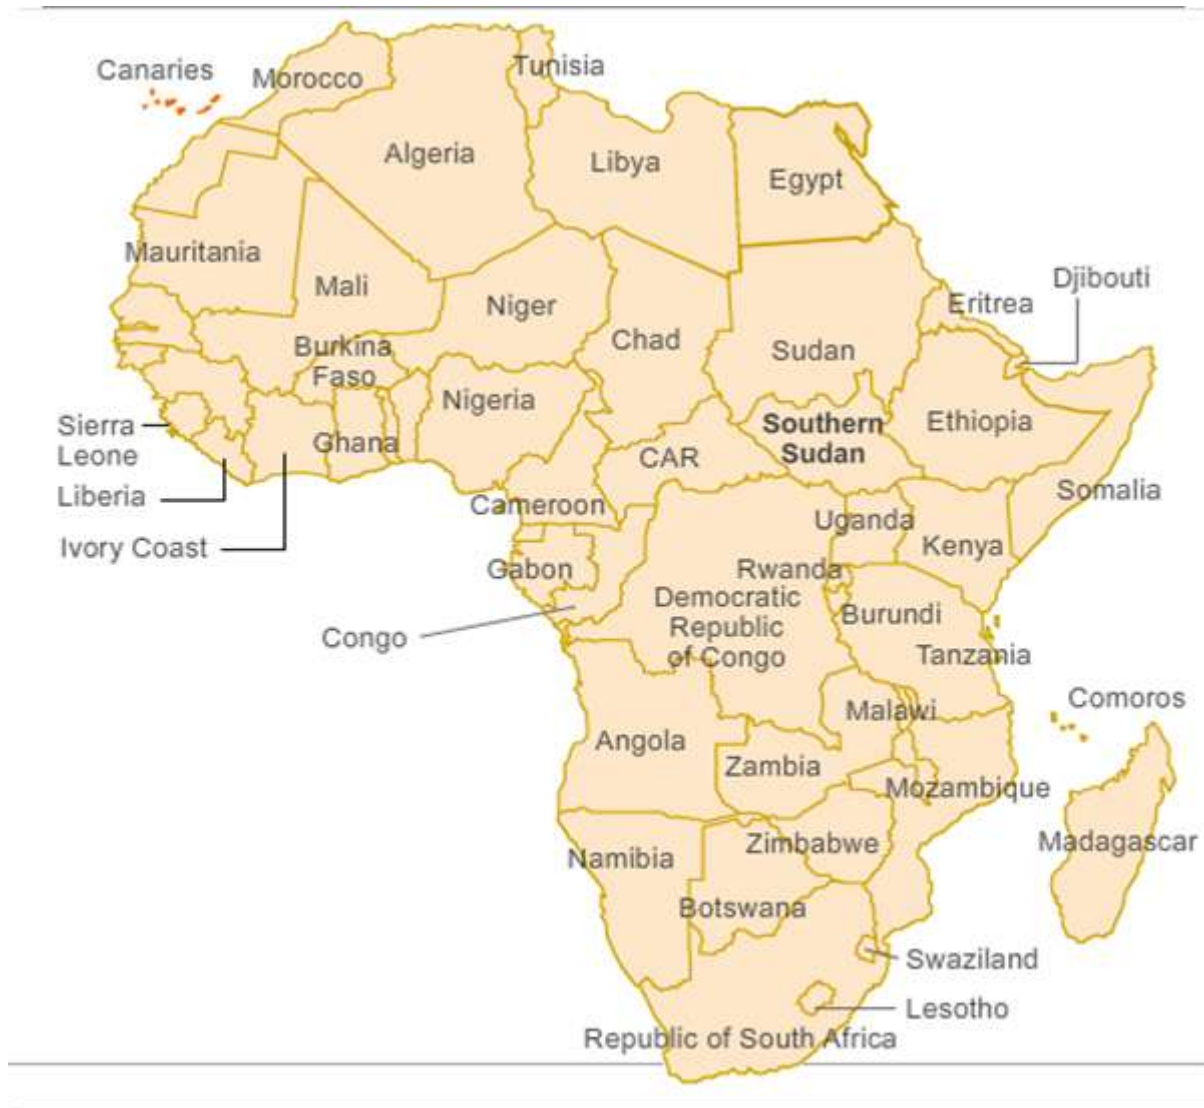 Canaries
Morocco
Tunisia
Algeria
Libya
Egypt
Mauritania
Mali
Niger
Chad
Sudan
Eritrea
Djibouti
Burkina
Faso
Nigeria
Southern
Sudan
Ethiopia
Sierra
Leone
Ghana
CAR
Somalia
Liberia
Cameroon
Uganda
Kenya
Ivory Coast
Gabon
Rwanda
Democratic
Republic
of Congo
Burundi
Congo
Tanzania
Comoros
Malawi
Angola
Zambia
Mozambique
Madagascar
Zimbabwe
Namibia
Botswana
Swaziland
Lesotho
Republic of South Africa